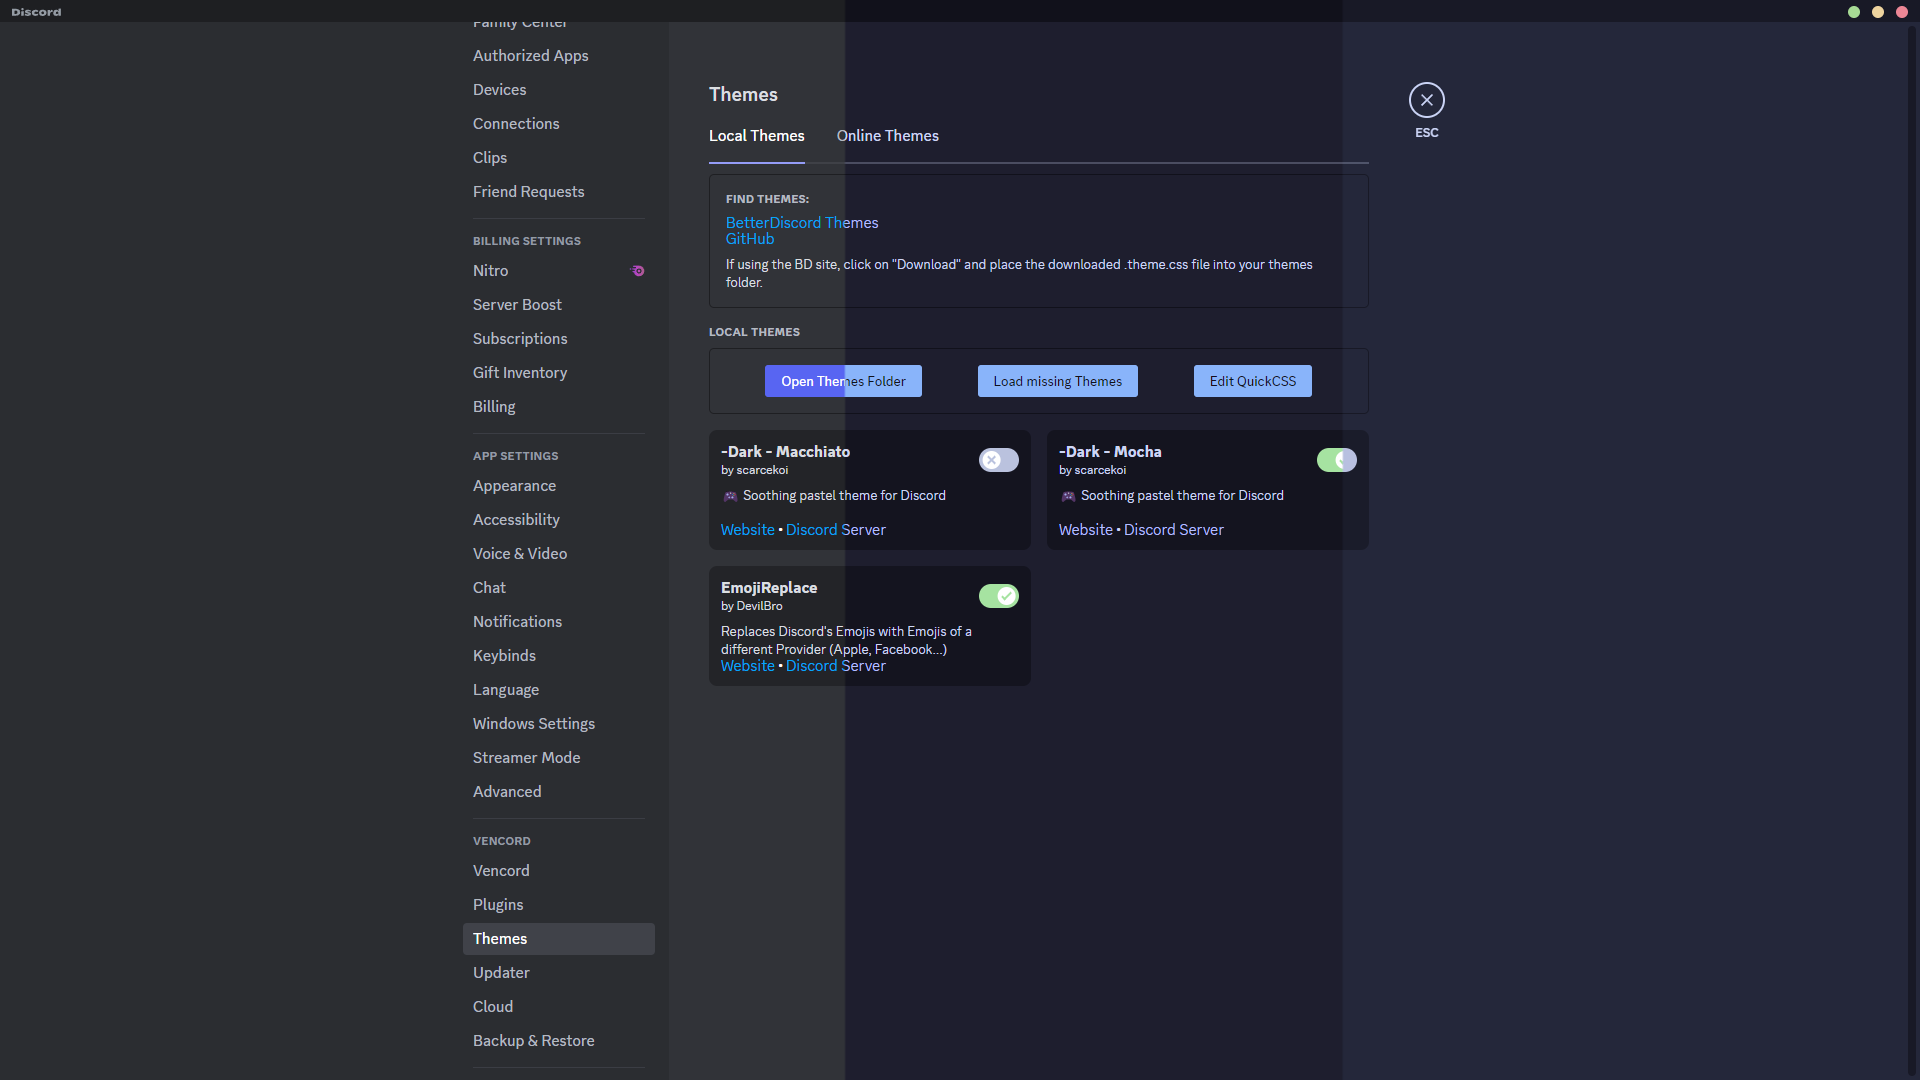 Discord
Family Center
Authorized Apps
Devices
Connections
Clips
Friend Requests
BILLING SETTINGS
Nitro
Server Boost
Subscriptions
Gift Inventory
Billing
APP SETTINGS
Appearance
Accessibility
Voice & Video
Chat
Notifications
Keybinds
Language
Windows Settings
Streamer Mode
Advanced
VENCORD
Vencord
Plugins
Themes
Updater
Cloud
Backup & Restore
Themes
Local Themes
Online Themes
FIND THEMES:
BetterDiscord Themes
GitHub
If using the BD site, click on "Download" and place the downloaded .theme.css file into your themes
folder.
LOCAL THEMES
Open Themes Folder
Load missing Themes
Edit QuickCSS
-Dark - Macchiato
by scarcekoi
🎮 Soothing pastel theme for Discord
Website • Discord Server
-Dark - Mocha
by scarcekoi
🎮 Soothing pastel theme for Discord
Website • Discord Server
EmojiReplace
by DevilBro
Replaces Discord's Emojis with Emojis of a
different Provider (Apple, Facebook...)
Website • Discord Server
ESC